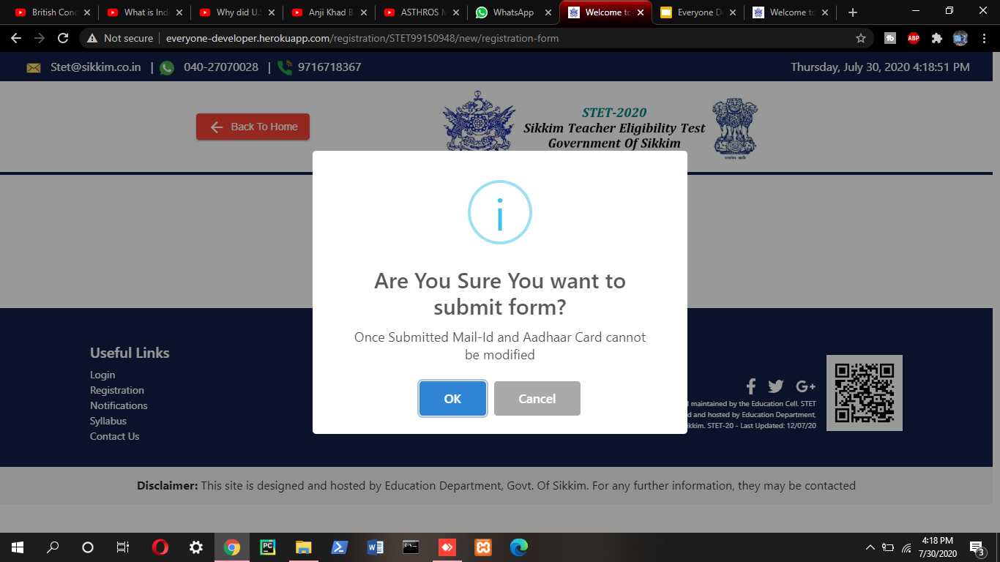 British Con
What is Ind
Why did U.S
Anji Khad B
ASTHROS M
WhatsApp
Welcome to
Everyone D
Welcome to
Not secure
everyone-developer.herokuapp.com/registration/STET99150948/new/registration-form
ABP
Stet@sikkim.co.in | 040-27070028 | 9716718367
Thursday, July 30, 2020 4:18:51 PM
Back To Home
STET-2020
Sikkim Teacher Eligibility Test
Government Of Sikkim
i
Are You Sure You want to
submit form?
Once Submitted Mail-Id and Aadhaar Card cannot
be modified
OK
Cancel
Useful Links
Login
Registration
Notifications
Syllabus
Contact Us
maintained by the Education Cell. STET
d and hosted by Education Department,
ikkim. STET-20 - Last Updated: 12/07/20
Disclaimer: This site is designed and hosted by Education Department, Govt. Of Sikkim. For any further information, they may be contacted
4:18 PM
7/30/2020
3